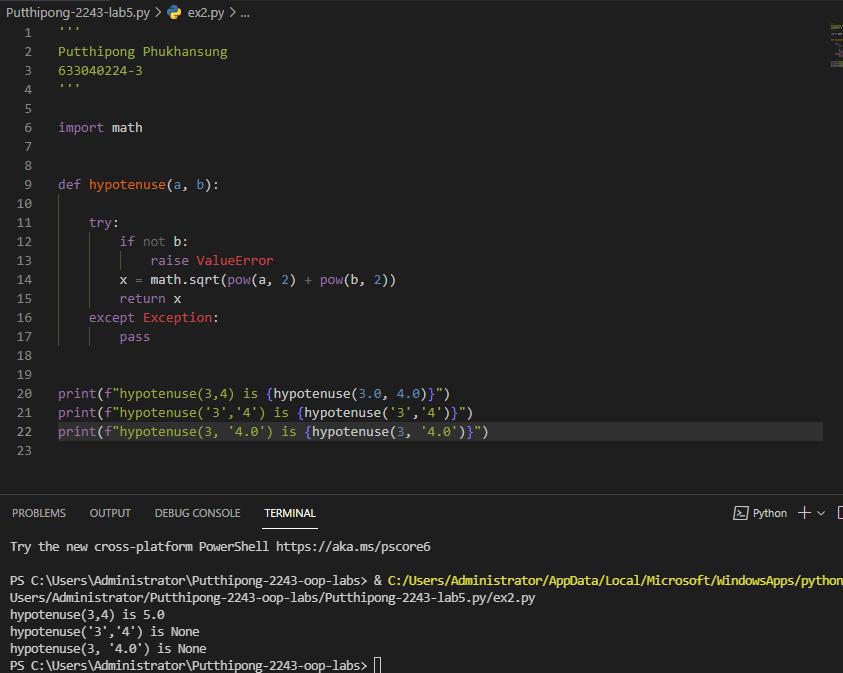 Putthipong-2243-lab5.py > ex2.py > ...
1 '''
2 Putthipong Phukhansung
3 633040224-3
4 '''
5
6 import math
7
8
9 def hypotenuse(a, b):
10
11     try:
12         if not b:
13             raise ValueError
14         x = math.sqrt(pow(a, 2) + pow(b, 2))
15         return x
16     except Exception:
17         pass
18
19
20 print(f"hypotenuse(3,4) is {hypotenuse(3.0, 4.0)}")
21 print(f"hypotenuse('3','4') is {hypotenuse('3','4')}")
22 print(f"hypotenuse(3, '4.0') is {hypotenuse(3, '4.0')}")
23
PROBLEMS OUTPUT DEBUG CONSOLE TERMINAL Python
Try the new cross-platform PowerShell https://aka.ms/pscore6
PS C:\Users\Administrator\Putthipong-2243-oop-labs> & C:/Users/Administrator/AppData/Local/Microsoft/WindowsApps/python
Users/Administrator/Putthipong-2243-oop-labs/Putthipong-2243-lab5.py/ex2.py
hypotenuse(3,4) is 5.0
hypotenuse('3','4') is None
hypotenuse(3, '4.0') is None
PS C:\Users\Administrator\Putthipong-2243-oop-labs>